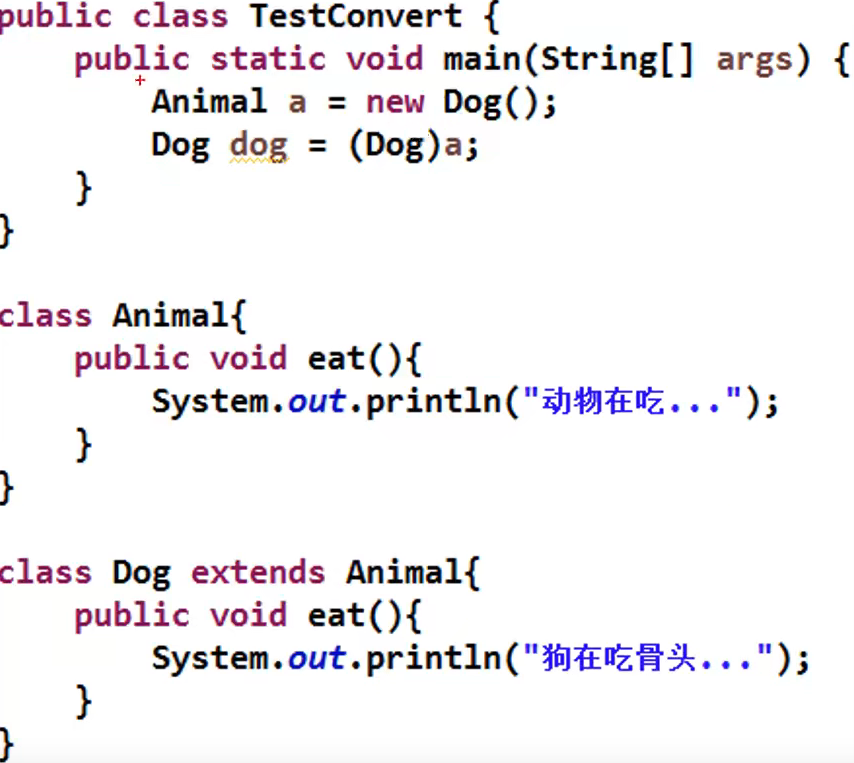 public class TestConvert {
public static void main(String[] args) {
Animal a = new Dog();
Dog dog = (Dog)a;
}
}
class Animal{
public void eat(){
System.out.println("动物在吃...");
}
}
class Dog extends Animal{
public void eat(){
System.out.println("狗在吃骨头...");
}
}